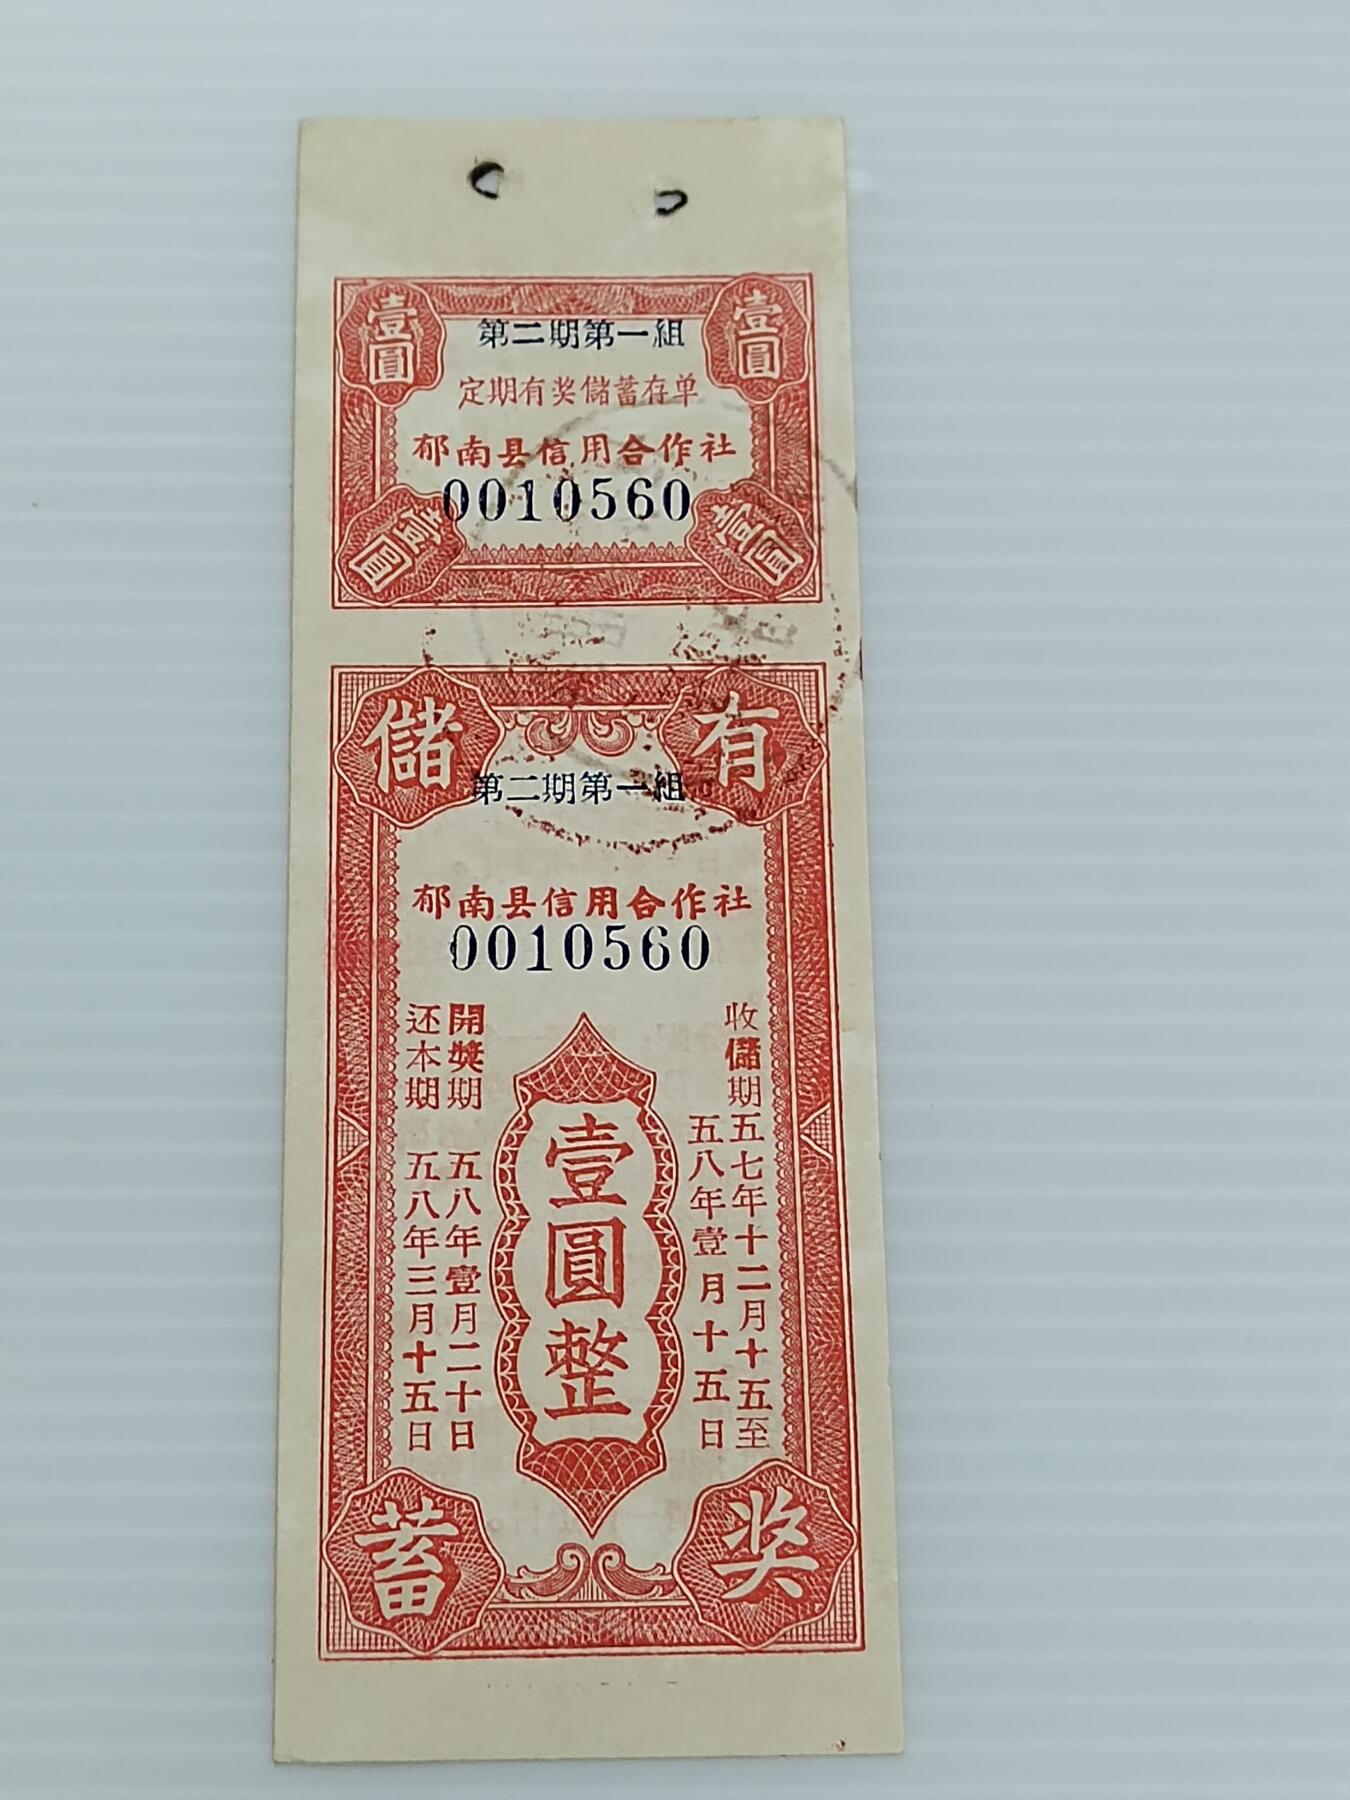 壹圓
壹圓
第二期第一組
定期有奖儲蓄存单
郁南县信用合作社
0010560
壹圓
壹圓
有奖
儲蓄
第二期第一組
郁南县信用合作社
0010560
收儲期五七年十二月十五至
五八年壹月十五日
壹圓整
開獎期 五八年壹月二十日
还本期 五八年三月十五日